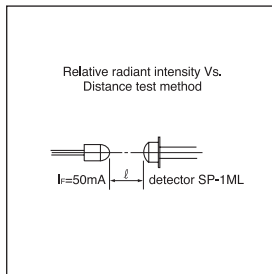 Relative radiant intensity Vs.
Distance test method
IF=50mA
ℓ
detector SP-1ML